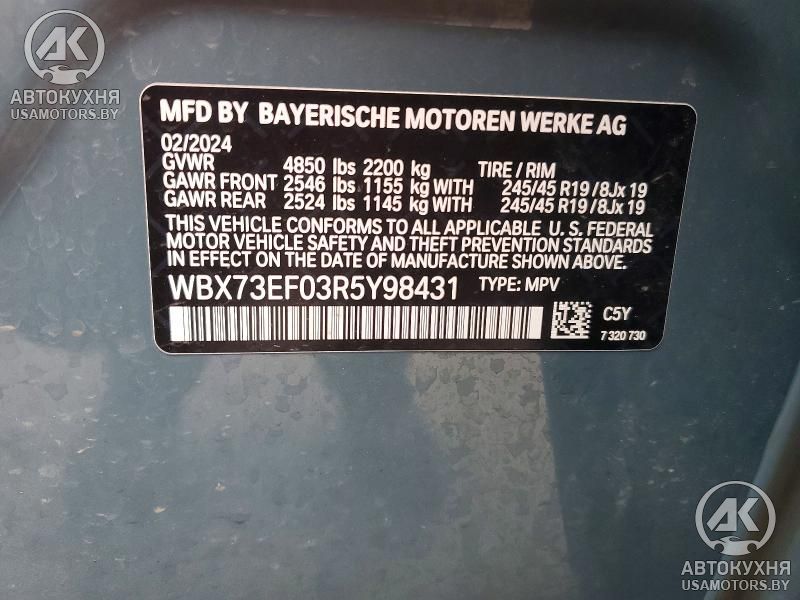 AK
АВТОКУХНЯ
USAMOTORS.BY
MFD BY BAYERISCHE MOTOREN WERKE AG
02/2024
GVWR 4850 lbs 2200 kg TIRE / RIM
GAWR FRONT 2546 lbs 1155 kg WITH 245/45 R19 /8Jx 19
GAWR REAR 2524 lbs 1145 kg WITH 245/45 R19 /8Jx 19
THIS VEHICLE CONFORMS TO ALL APPLICABLE U. S. FEDERAL
MOTOR VEHICLE SAFETY AND THEFT PREVENTION STANDARDS
IN EFFECT ON THE DATE OF MANUFACTURE SHOWN ABOVE.
WBX73EF03R5Y98431 TYPE: MPV
C5Y
7 320 730
AK
АВТОКУХНЯ
USAMOTORS.BY